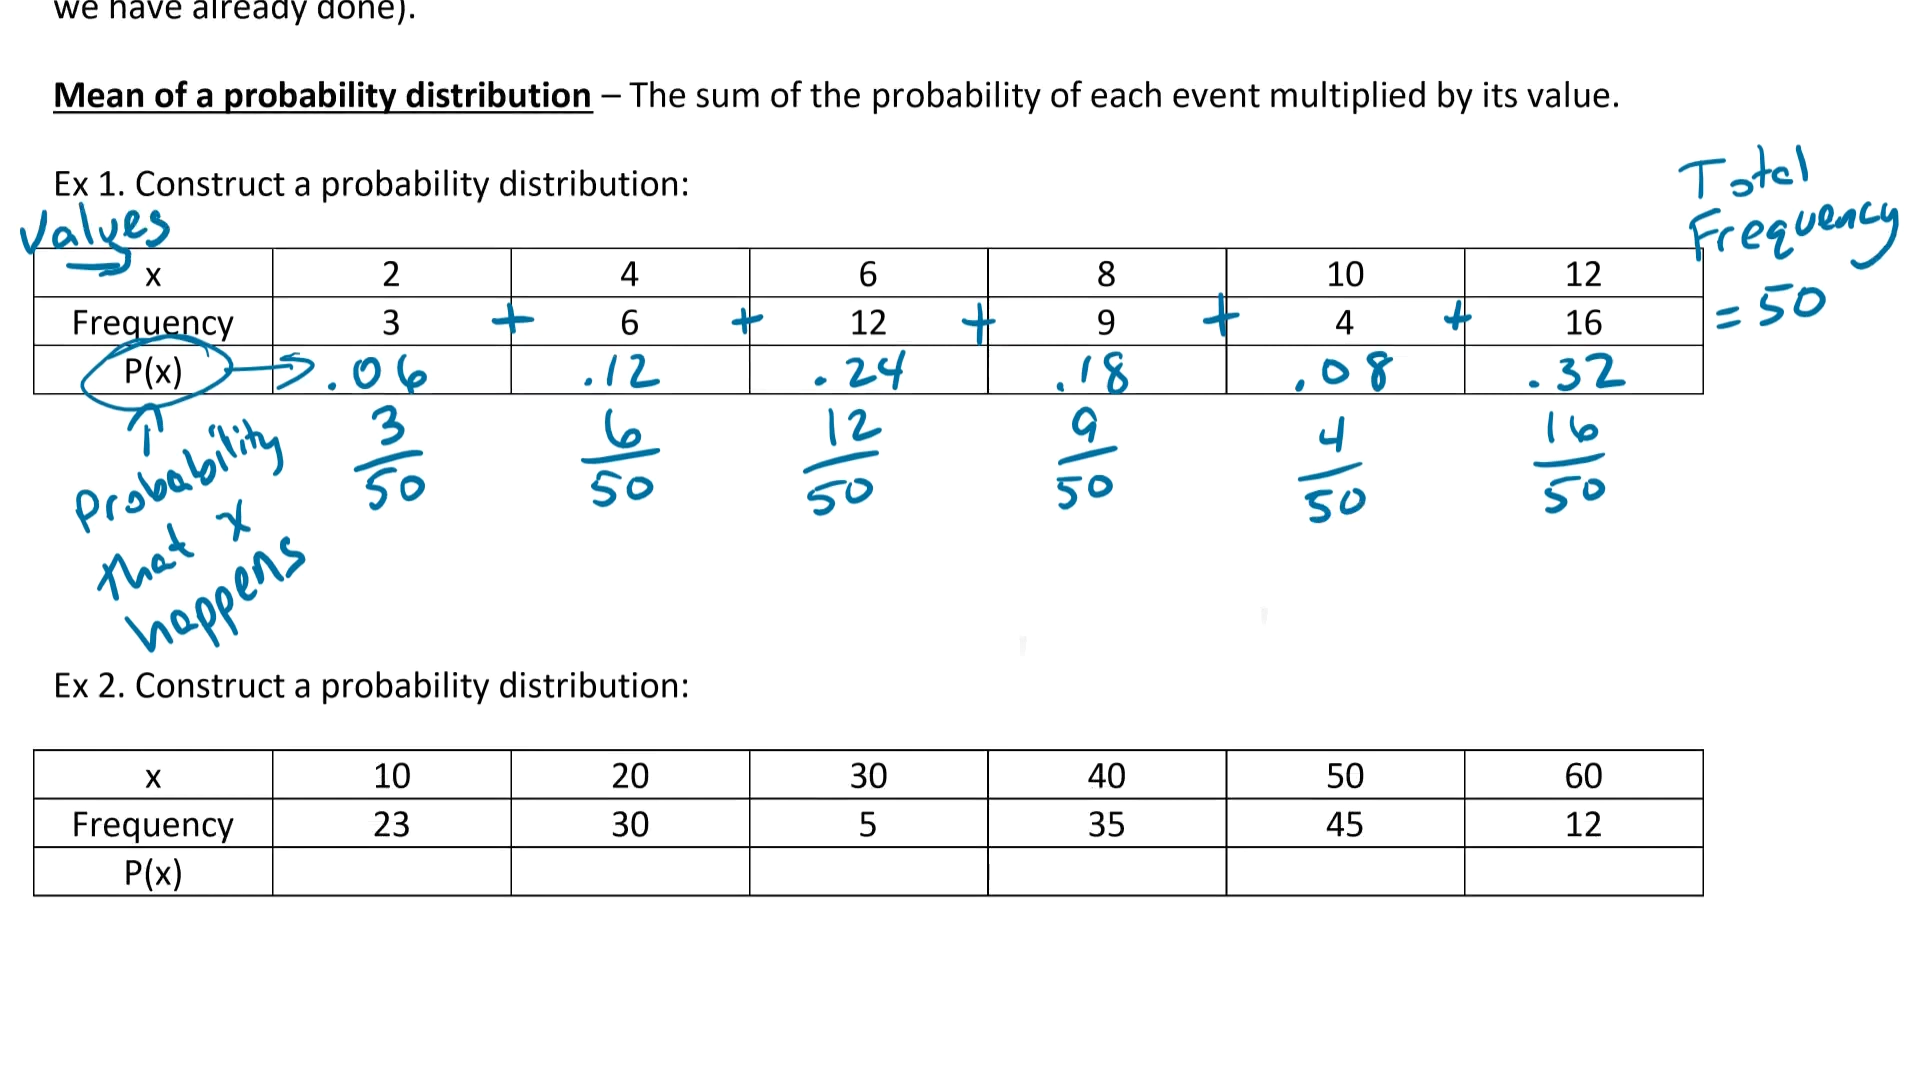 we have already done).
Mean of a probability distribution – The sum of the probability of each event multiplied by its value.
Ex 1. Construct a probability distribution:
Values
Total
Frequency
= 50
x 2 4 6 8 10 12
Frequency 3 + 6 + 12 + 9 + 4 + 16
P(x) .06 .12 .24 .18 .08 .32
3/50 6/50 12/50 9/50 4/50 16/50
Probability
that x
happens
Ex 2. Construct a probability distribution:
x 10 20 30 40 50 60
Frequency 23 30 5 35 45 12
P(x)